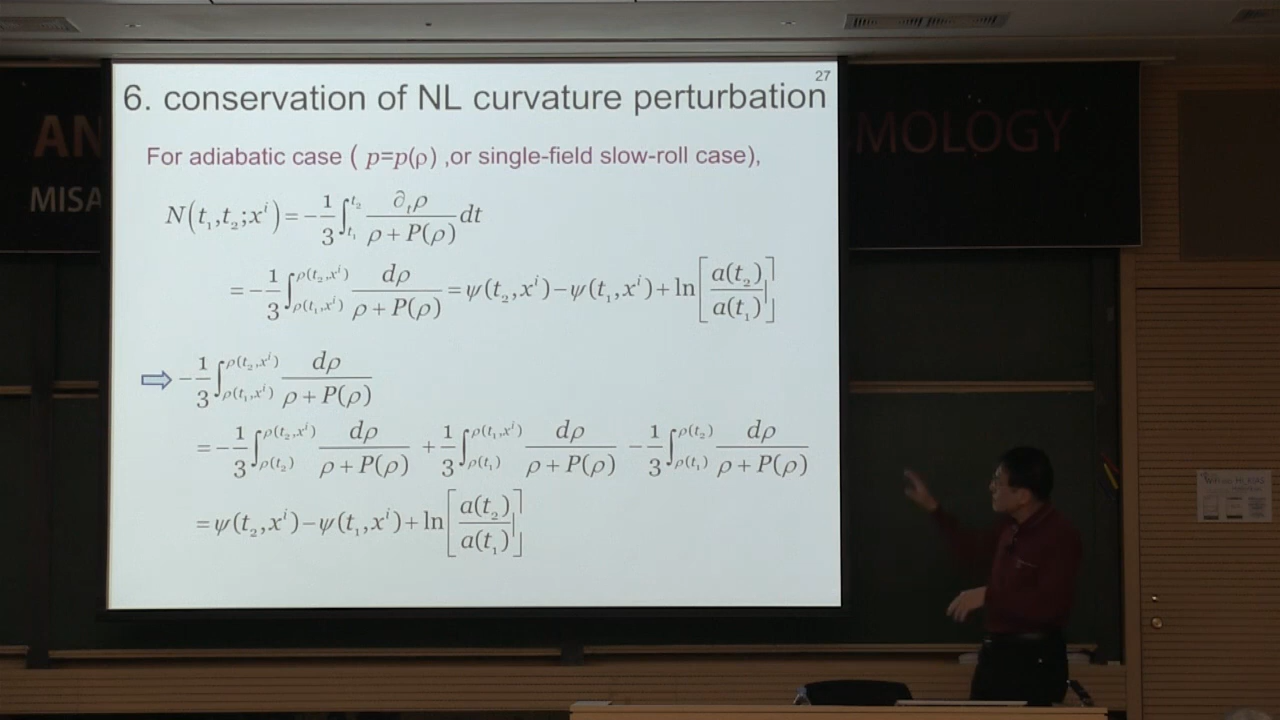 27
6. conservation of NL curvature perturbation
For adiabatic case ( p=p(ρ) ,or single-field slow-roll case),
N(t₁,t₂;xⁱ)=−1/3∫_{t₁}^{t₂} ∂ₜρ/(ρ+P(ρ)) dt
=−1/3∫_{ρ(t₁,xⁱ)}^{ρ(t₂,xⁱ)} dρ/(ρ+P(ρ)) =ψ(t₂,xⁱ)−ψ(t₁,xⁱ)+ln[a(t₂)/a(t₁)]
⇨ −1/3∫_{ρ(t₁,xⁱ)}^{ρ(t₂,xⁱ)} dρ/(ρ+P(ρ))
=−1/3∫_{ρ(t₂)}^{ρ(t₂,xⁱ)} dρ/(ρ+P(ρ)) +1/3∫_{ρ(t₁)}^{ρ(t₁,xⁱ)} dρ/(ρ+P(ρ)) −1/3∫_{ρ(t₁)}^{ρ(t₂)} dρ/(ρ+P(ρ))
=ψ(t₂,xⁱ)−ψ(t₁,xⁱ)+ln[a(t₂)/a(t₁)]
AN
MOLOGY
MISA